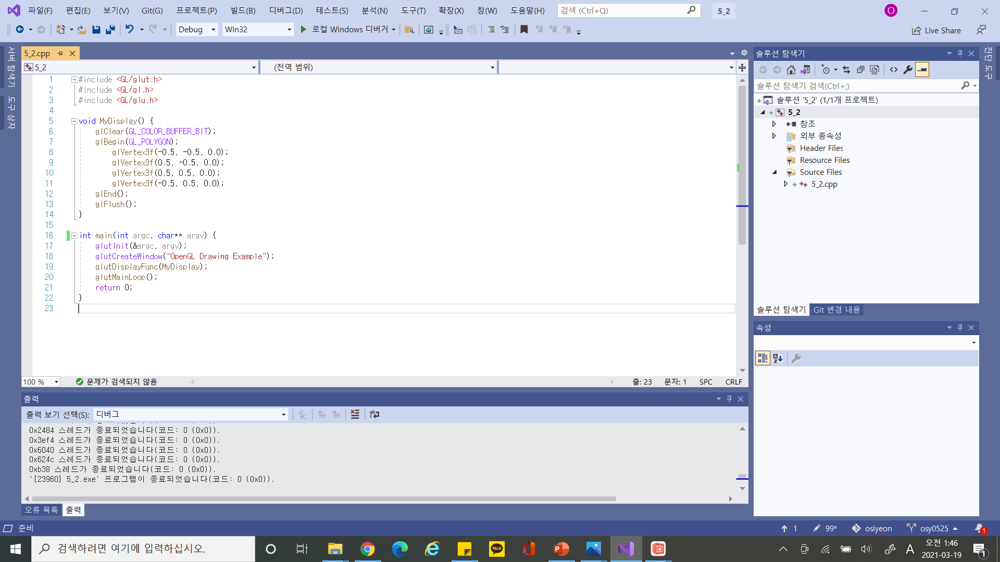 파일(F) 편집(E) 보기(V) Git(G) 프로젝트(P) 빌드(B) 디버그(D) 테스트(S) 분석(N) 도구(T) 확장(X) 창(W) 도움말(H) 검색 (Ctrl+Q) 5_2 O
Debug Win32 로컬 Windows 디버거 Live Share
서버 탐색기
도구 상자
5_2.cpp
5_2 (전역 범위)
1 #include <GL/glut.h>
2 #include <GL/gl.h>
3 #include <GL/glu.h>
4
5 void MyDisplay() {
6 glClear(GL_COLOR_BUFFER_BIT);
7 glBegin(GL_POLYGON);
8 glVertex3f(-0.5, -0.5, 0.0);
9 glVertex3f(0.5, -0.5, 0.0);
10 glVertex3f(0.5, 0.5, 0.0);
11 glVertex3f(-0.5, 0.5, 0.0);
12 glEnd();
13 glFlush();
14 }
15
16 int main(int argc, char** argv) {
17 glutInit(&argc, argv);
18 glutCreateWindow("OpenGL Drawing Example");
19 glutDisplayFunc(MyDisplay);
20 glutMainLoop();
21 return 0;
22 }
23
100 % 문제가 검색되지 않음 줄: 23 문자: 1 SPC CRLF
출력
출력 보기 선택(S): 디버그
0x2484 스레드가 종료되었습니다(코드: 0 (0x0)).
0x3ef4 스레드가 종료되었습니다(코드: 0 (0x0)).
0x6040 스레드가 종료되었습니다(코드: 0 (0x0)).
0x624c 스레드가 종료되었습니다(코드: 0 (0x0)).
0xb38 스레드가 종료되었습니다(코드: 0 (0x0)).
'[23960] 5_2.exe' 프로그램이 종료되었습니다(코드: 0 (0x0)).
오류 목록 출력
솔루션 탐색기
솔루션 탐색기 검색(Ctrl+;)
솔루션 '5_2' (1/1개 프로젝트)
5_2
참조
외부 종속성
Header Files
Resource Files
Source Files
5_2.cpp
솔루션 탐색기 Git 변경 내용
속성
진단 도구
준비 1 99* osiyeon osy0525 1
검색하려면 여기에 입력하십시오.
TALK
A
오전 1:46
2021-03-19
1